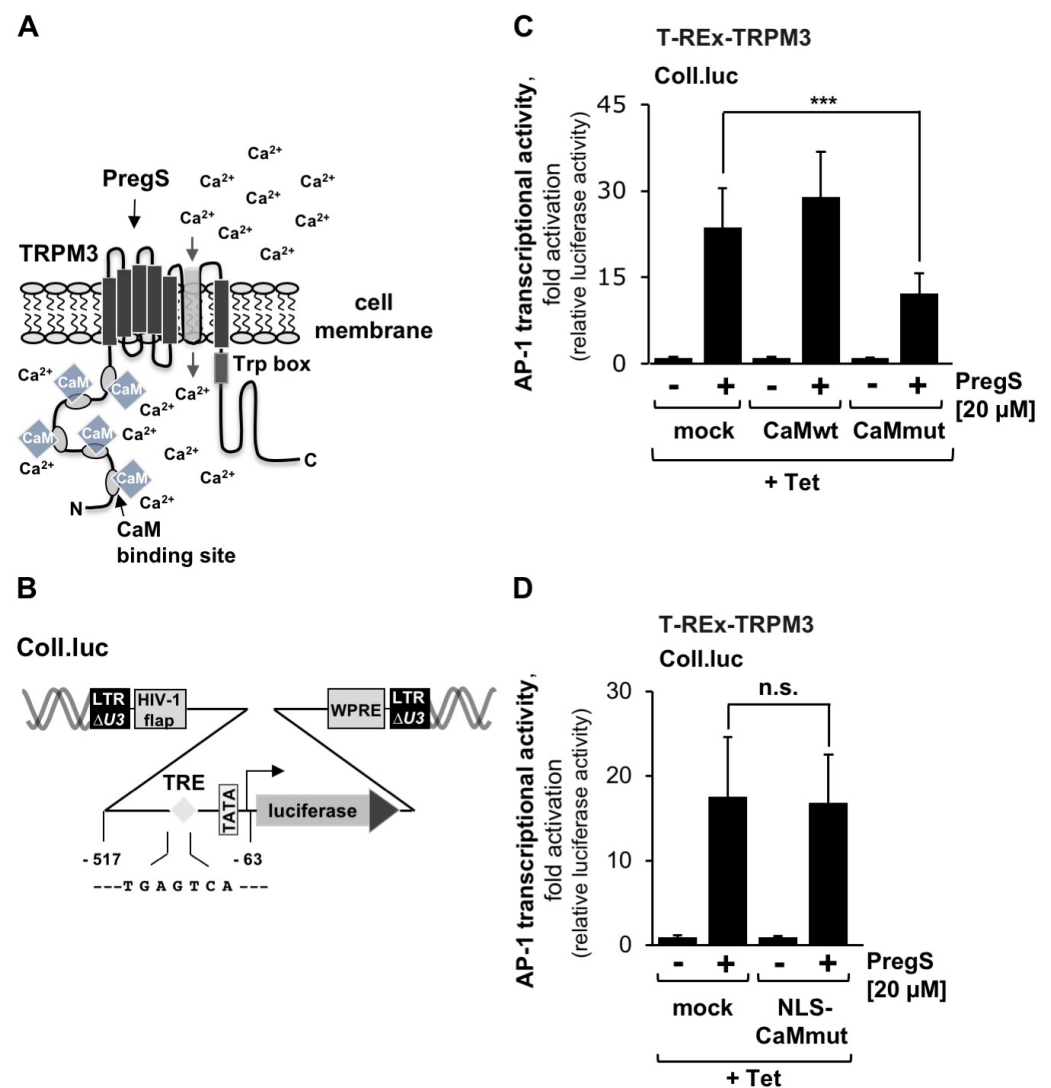 A
PregS
Ca²⁺
Ca²⁺ Ca²⁺
Ca²⁺
Ca²⁺ Ca²⁺
Ca²⁺
TRPM3 Ca²⁺
cell
membrane
Trp box
Ca²⁺ CaM CaM Ca²⁺
Ca²⁺
CaM CaM Ca²⁺
Ca²⁺ Ca²⁺
CaM Ca²⁺ C
N Ca²⁺
CaM
binding site
B
Coll.luc
LTR
ΔU3
HIV-1
flap
WPRE
LTR
ΔU3
TRE
TATA
luciferase
-517 -63
---TGAGTCA---
C
T-REx-TRPM3
Coll.luc
AP-1 transcriptional activity,
fold activation
(relative luciferase activity)
45
30
15
0
***
- + - + - + PregS
[20 µM]
mock CaMwt CaMmut
+ Tet
D
T-REx-TRPM3
Coll.luc
AP-1 transcriptional activity,
fold activation
(relative luciferase activity)
30
20
10
0
n.s.
- + - + PregS
[20 µM]
mock NLS-
CaMmut
+ Tet